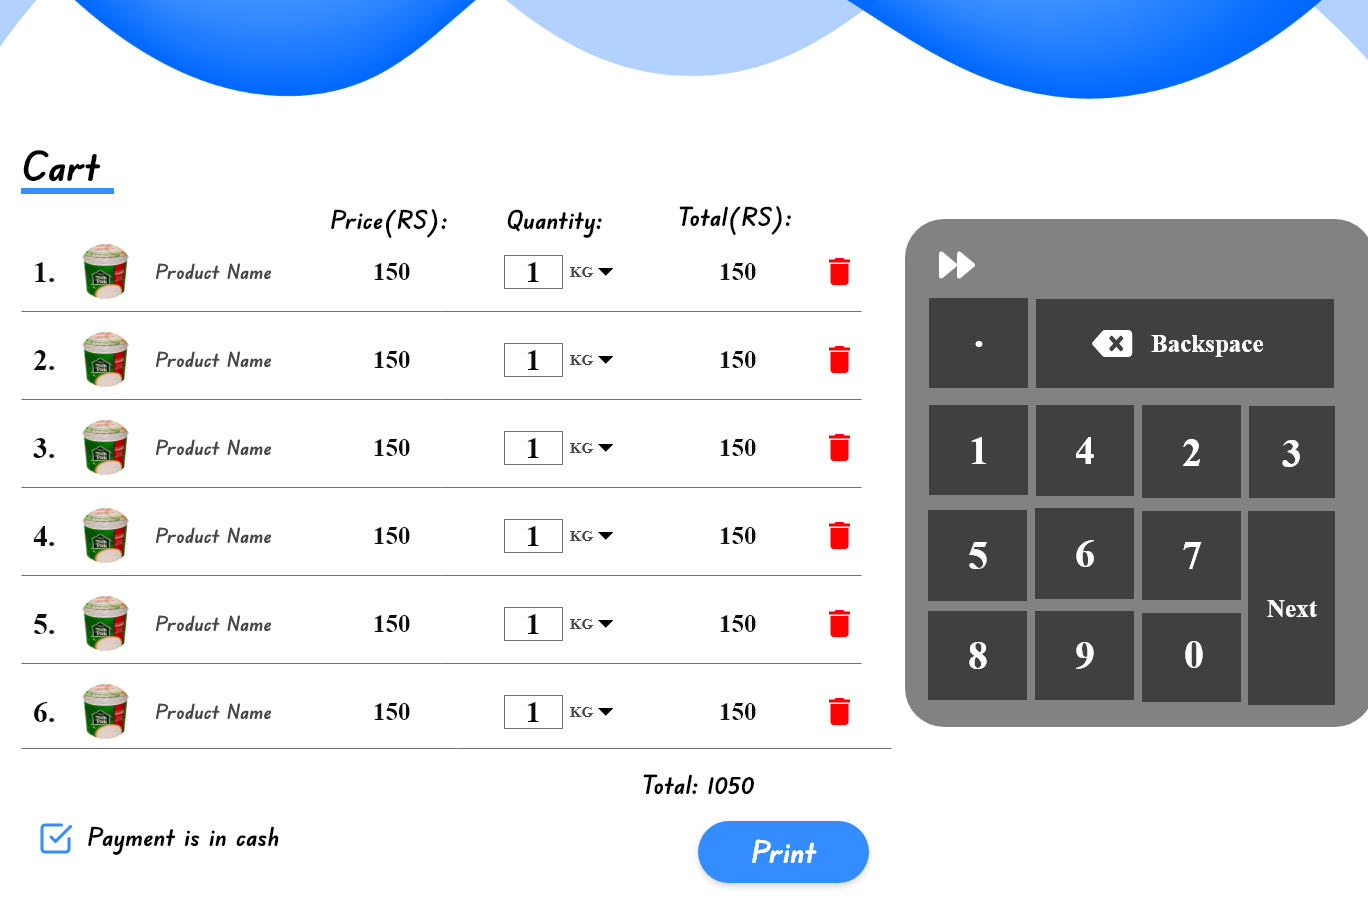 Cart
Price(RS): Quantity: Total(RS):
1. Product Name 150 1 KG 150
2. Product Name 150 1 KG 150
3. Product Name 150 1 KG 150
4. Product Name 150 1 KG 150
5. Product Name 150 1 KG 150
6. Product Name 150 1 KG 150
Total: 1050
Payment is in cash
Print
. Backspace
1 4 2 3
5 6 7
Next
8 9 0